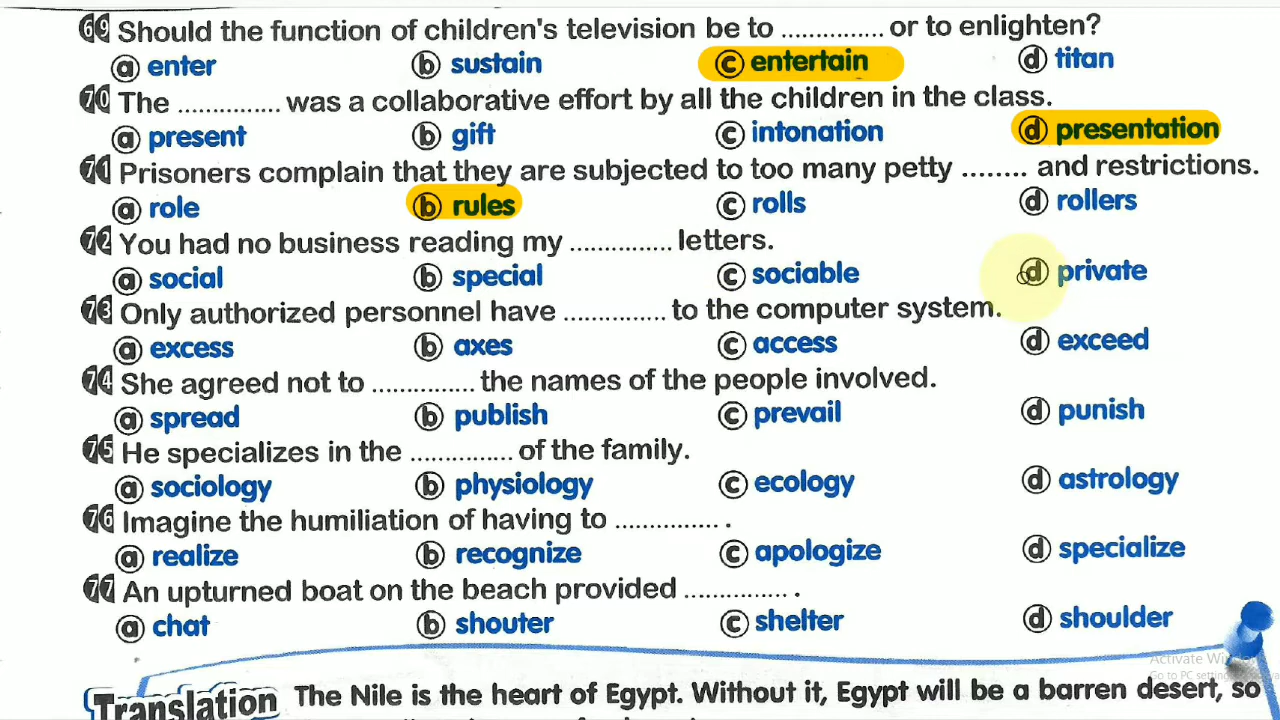 69 Should the function of children's television be to .............. or to enlighten?
a enter b sustain c entertain d titan
70 The .............. was a collaborative effort by all the children in the class.
a present b gift c intonation d presentation
71 Prisoners complain that they are subjected to too many petty ........ and restrictions.
a role b rules c rolls d rollers
72 You had no business reading my .............. letters.
a social b special c sociable d private
73 Only authorized personnel have .............. to the computer system.
a excess b axes c access d exceed
74 She agreed not to .............. the names of the people involved.
a spread b publish c prevail d punish
75 He specializes in the .............. of the family.
a sociology b physiology c ecology d astrology
76 Imagine the humiliation of having to .............. .
a realize b recognize c apologize d specialize
77 An upturned boat on the beach provided .............. .
a chat b shouter c shelter d shoulder
Activate
Go to PC
Translation The Nile is the heart of Egypt. Without it, Egypt will be a barren desert, so